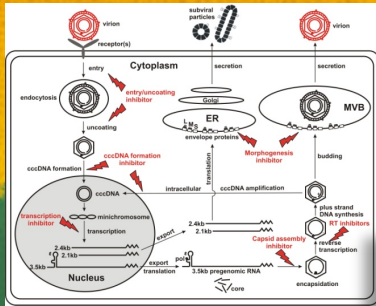 virion
subviral
particles
virion
receptor(s)
Cytoplasm
secretion
secretion
entry
endocytosis
entry/uncoating
inhibitor
Golgi
ER
MVB
uncoating
L M S
envelope proteins
cccDNA formation
cccDNA formation
inhibitor
Morphogenesis
inhibitor
budding
cccDNA
intracellular
cccDNA amplification
minichromosome
transcription
inhibitor
transcription
translation
plus strand
DNA synthesis
RT inhibitors
reverse
transcription
2.4kb
2.1kb
export
2.4kb
2.1kb
3.5kb
export
translation
pol
3.5kb pregenomic RNA
Capsid assembly
inhibitor
Nucleus
core
encapsidation